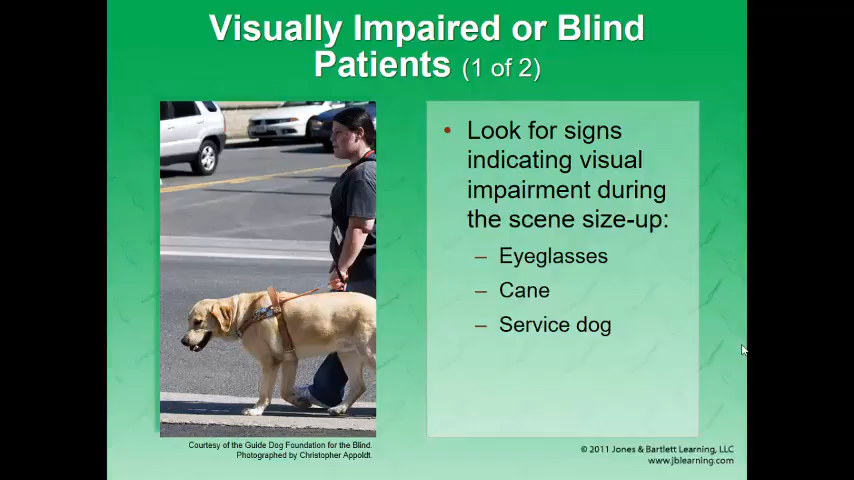 Visually Impaired or Blind
Patients (1 of 2)
• Look for signs
indicating visual
impairment during
the scene size-up:
– Eyeglasses
– Cane
– Service dog
Courtesy of the Guide Dog Foundation for the Blind.
Photographed by Christopher Appoldt.
© 2011 Jones & Bartlett Learning, LLC
www.jblearning.com